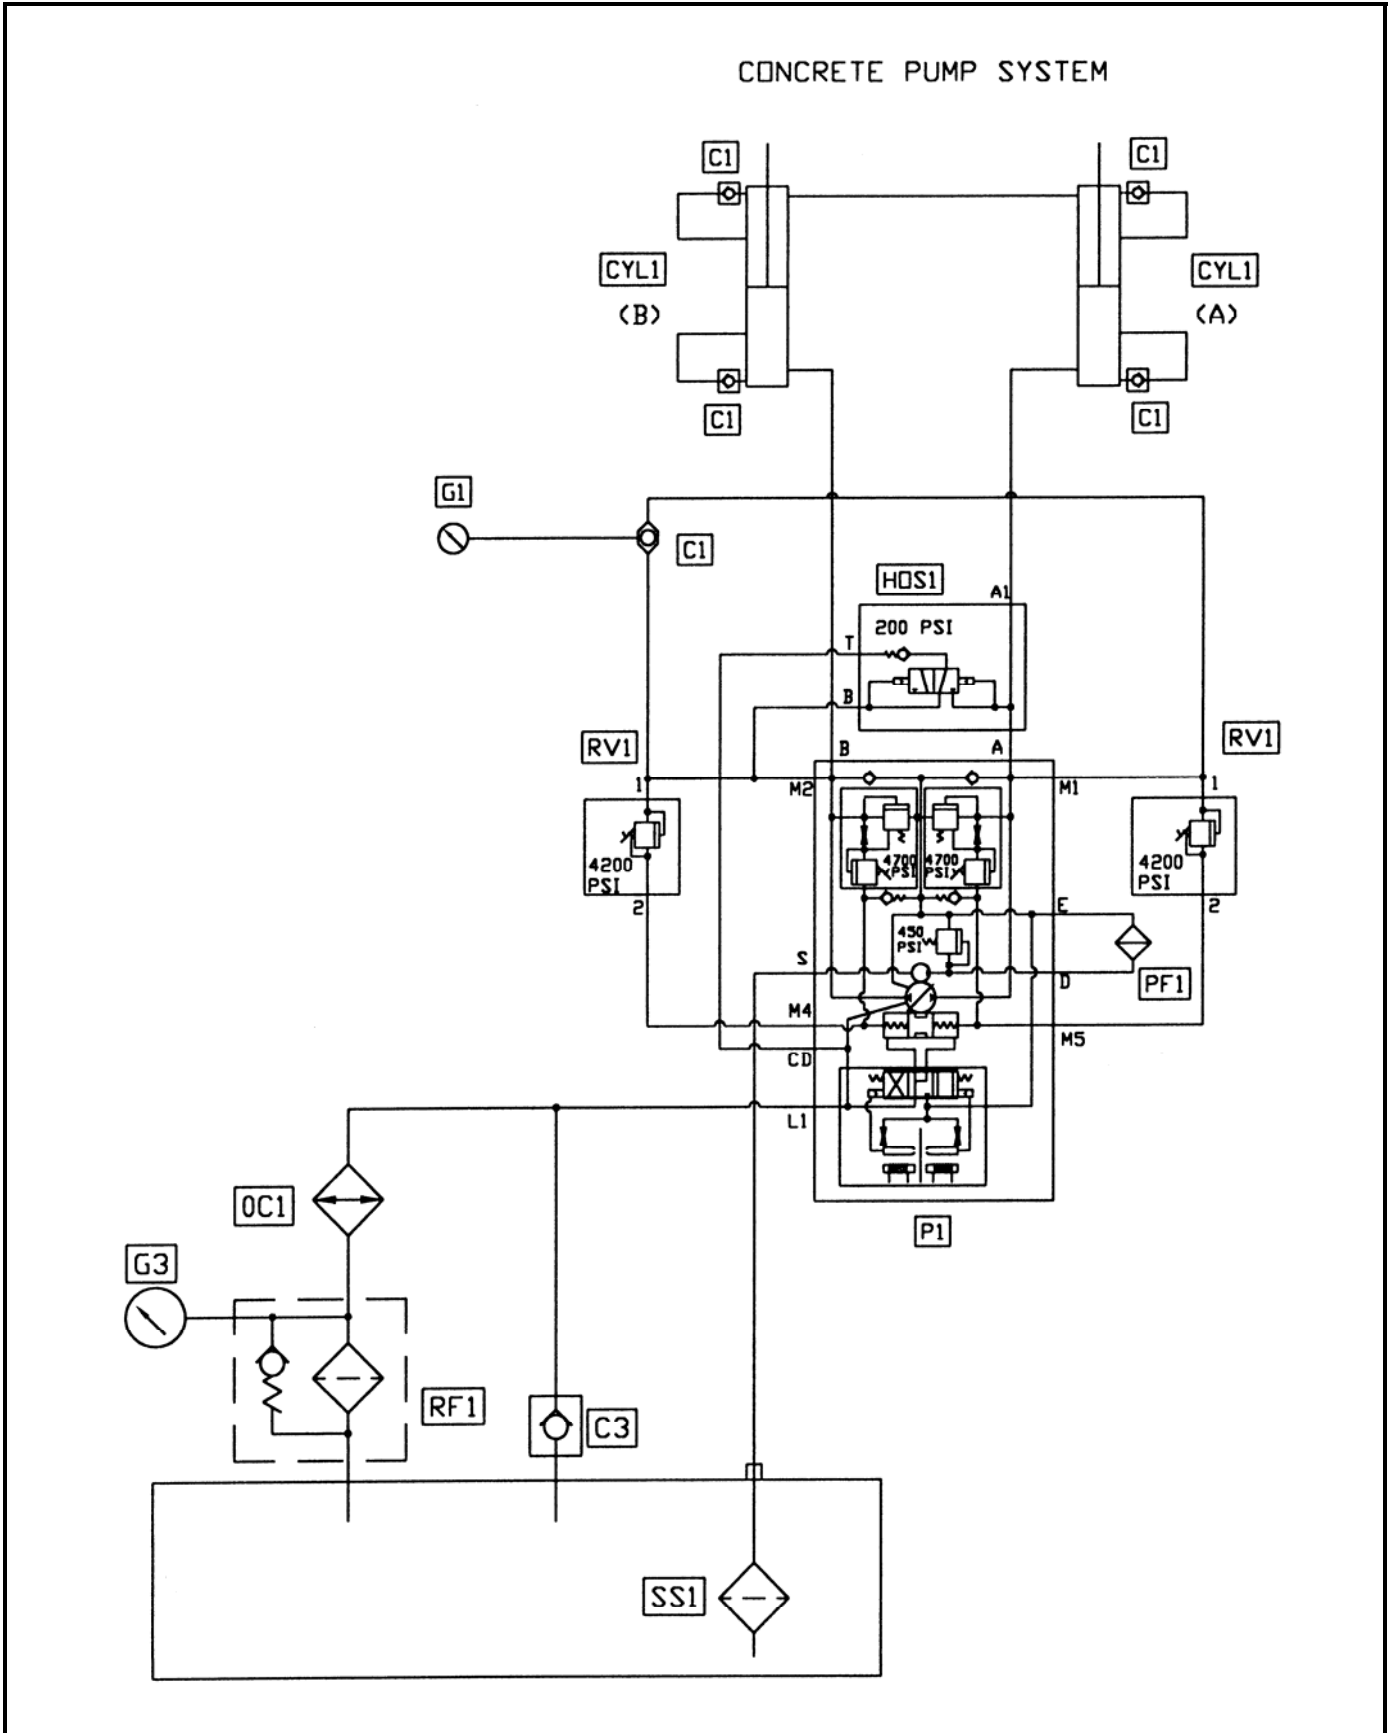 CONCRETE PUMP SYSTEM
C1
C1
CYL1
(B)
CYL1
(A)
C1
C1
G1
C1
HOS1
A1
200 PSI
T
B
RV1
B
A
RV1
1
M2
M1
1
4200
PSI
4700
PSI
4700
PSI
4200
PSI
2
E
2
450
PSI
S
D
PF1
M4
M5
CD
L1
OC1
P1
G3
RF1
C3
SS1